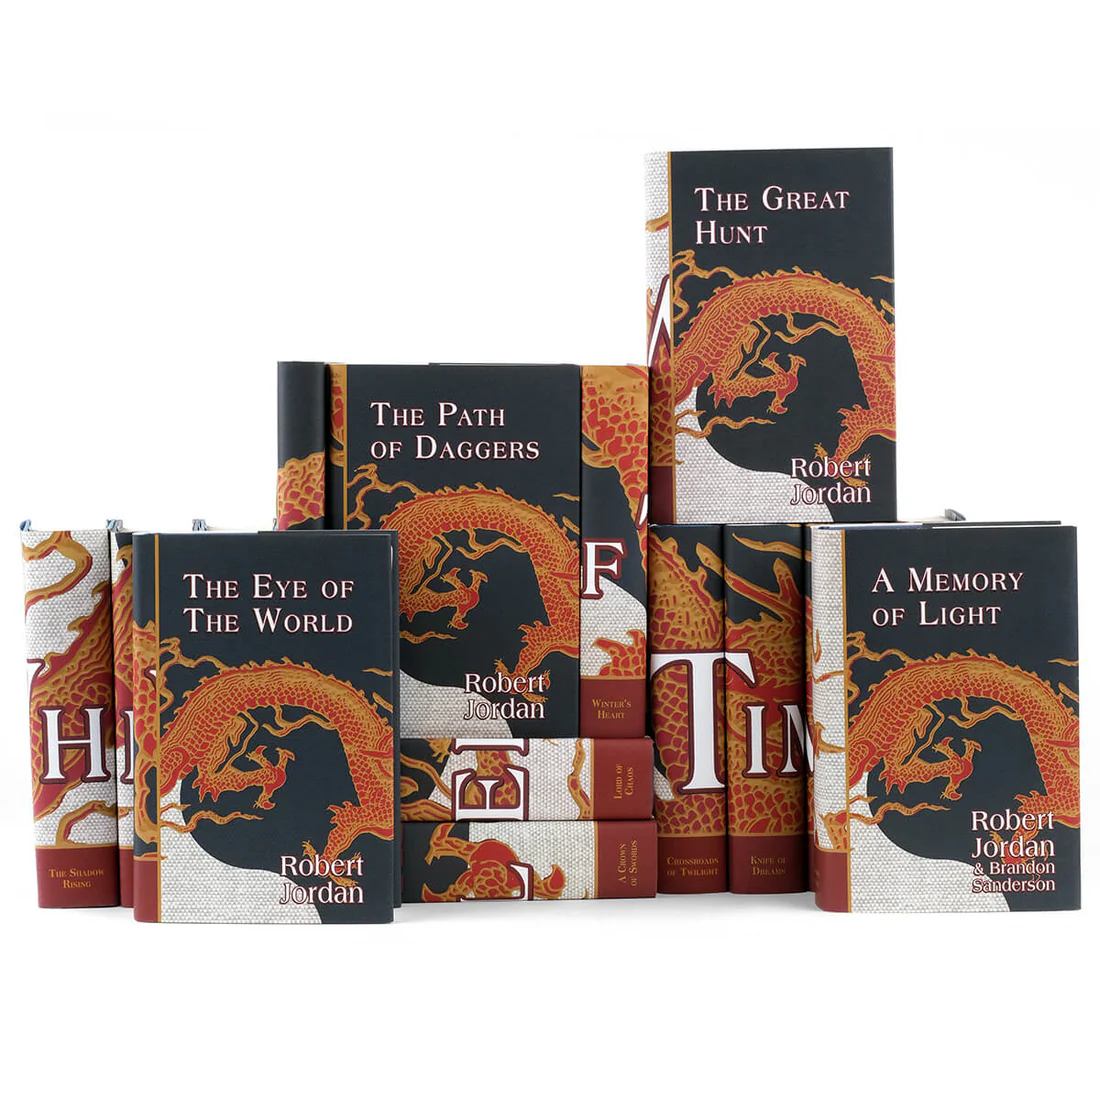 The Great
Hunt
Robert
Jordan
The Path
of Daggers
Robert
Jordan
F
Winter's
Heart
The Eye of
The World
Robert
Jordan
A Memory
of Light
Robert
Jordan
& Brandon
Sanderson
H
The Shadow
Rising
E
Lord of
Chaos
A Crown
of Swords
T
Crossroads
of Twilight
IM
Knife of
Dreams